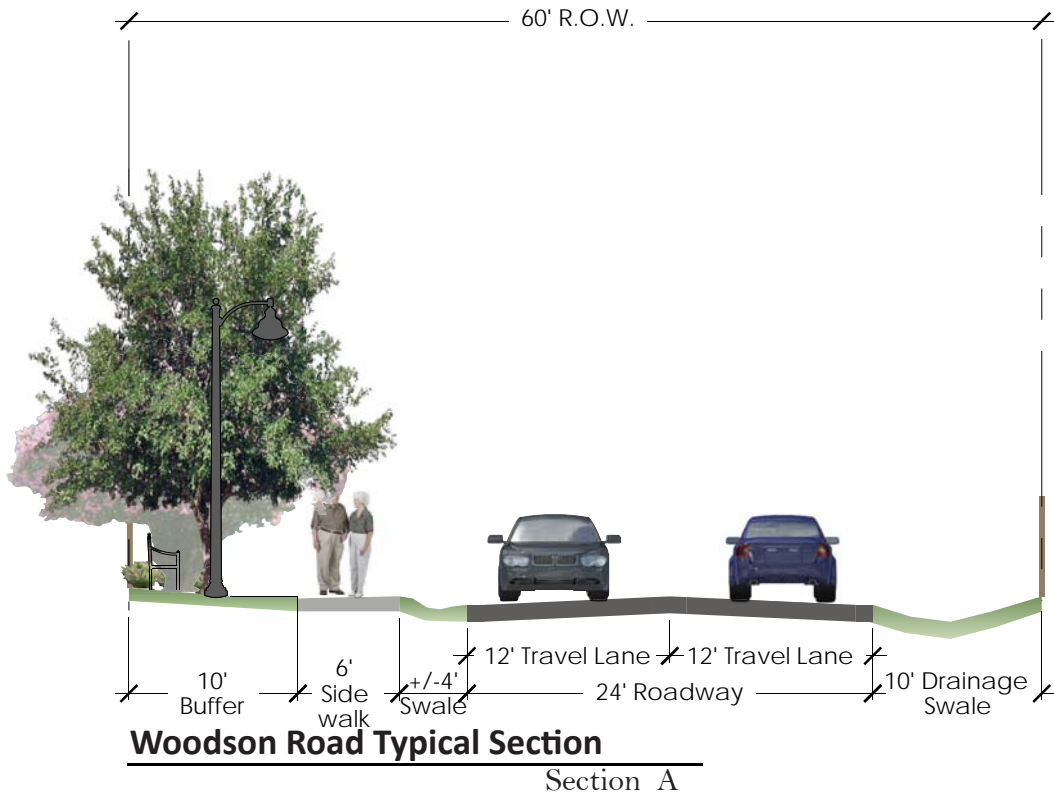 60' R.O.W.
12' Travel Lane
12' Travel Lane
10'
Buffer
6'
Side
walk
+/-4'
Swale
24' Roadway
10' Drainage
Swale
Woodson Road Typical Section
Section A